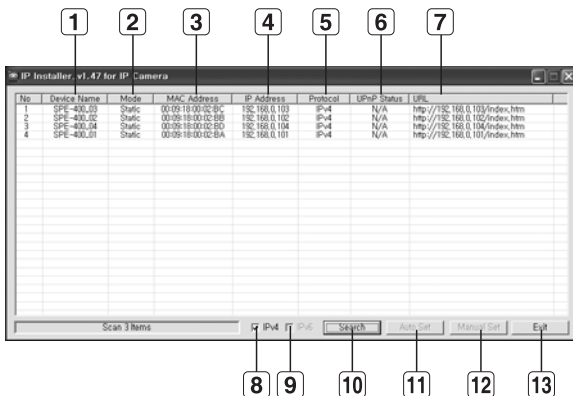 1 2 3 4 5 6 7
IP Installer, v1.47 for IP Camera
No Device Name Mode MAC Address IP Address Protocol UPnP Status URL
1 SPE-400_03 Static 00:09:18:00:02:BC 192,168,0,103 IPv4 N/A http://192,168,0,103/index,htm
2 SPE-400_02 Static 00:09:18:00:02:BB 192,168,0,102 IPv4 N/A http://192,168,0,102/index,htm
3 SPE-400_04 Static 00:09:18:00:02:BD 192,168,0,104 IPv4 N/A http://192,168,0,104/index,htm
4 SPE-400_01 Static 00:09:18:00:02:BA 192,168,0,101 IPv4 N/A http://192,168,0,101/index,htm
Scan 3 Items IPv4 IPv6 Search Auto Set Manual Set Exit
8 9 10 11 12 13